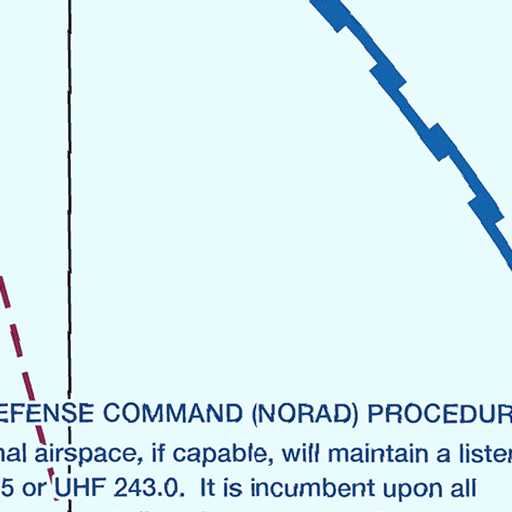 EFENSE COMMAND (NORAD) PROCEDUR
nal airspace, if capable, will maintain a listen
5 or UHF 243.0. It is incumbent upon all